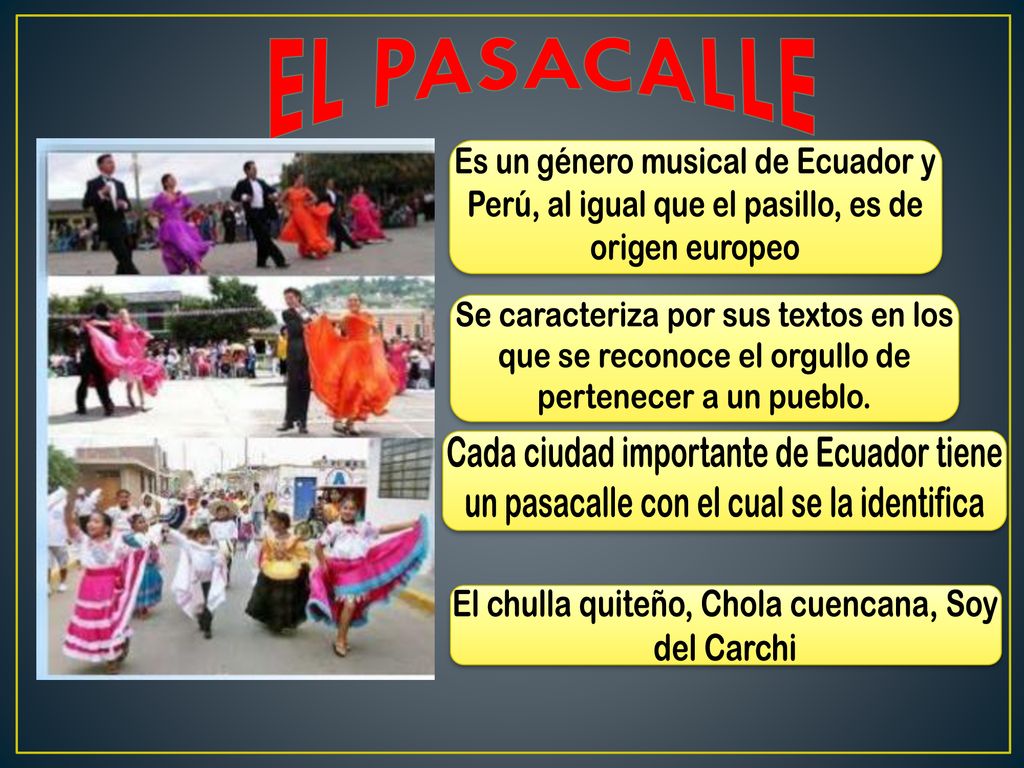 EL PASACALLE
Es un género musical de Ecuador y
Perú, al igual que el pasillo, es de
origen europeo
Se caracteriza por sus textos en los
que se reconoce el orgullo de
pertenecer a un pueblo.
Cada ciudad importante de Ecuador tiene
un pasacalle con el cual se la identifica
El chulla quiteño, Chola cuencana, Soy
del Carchi